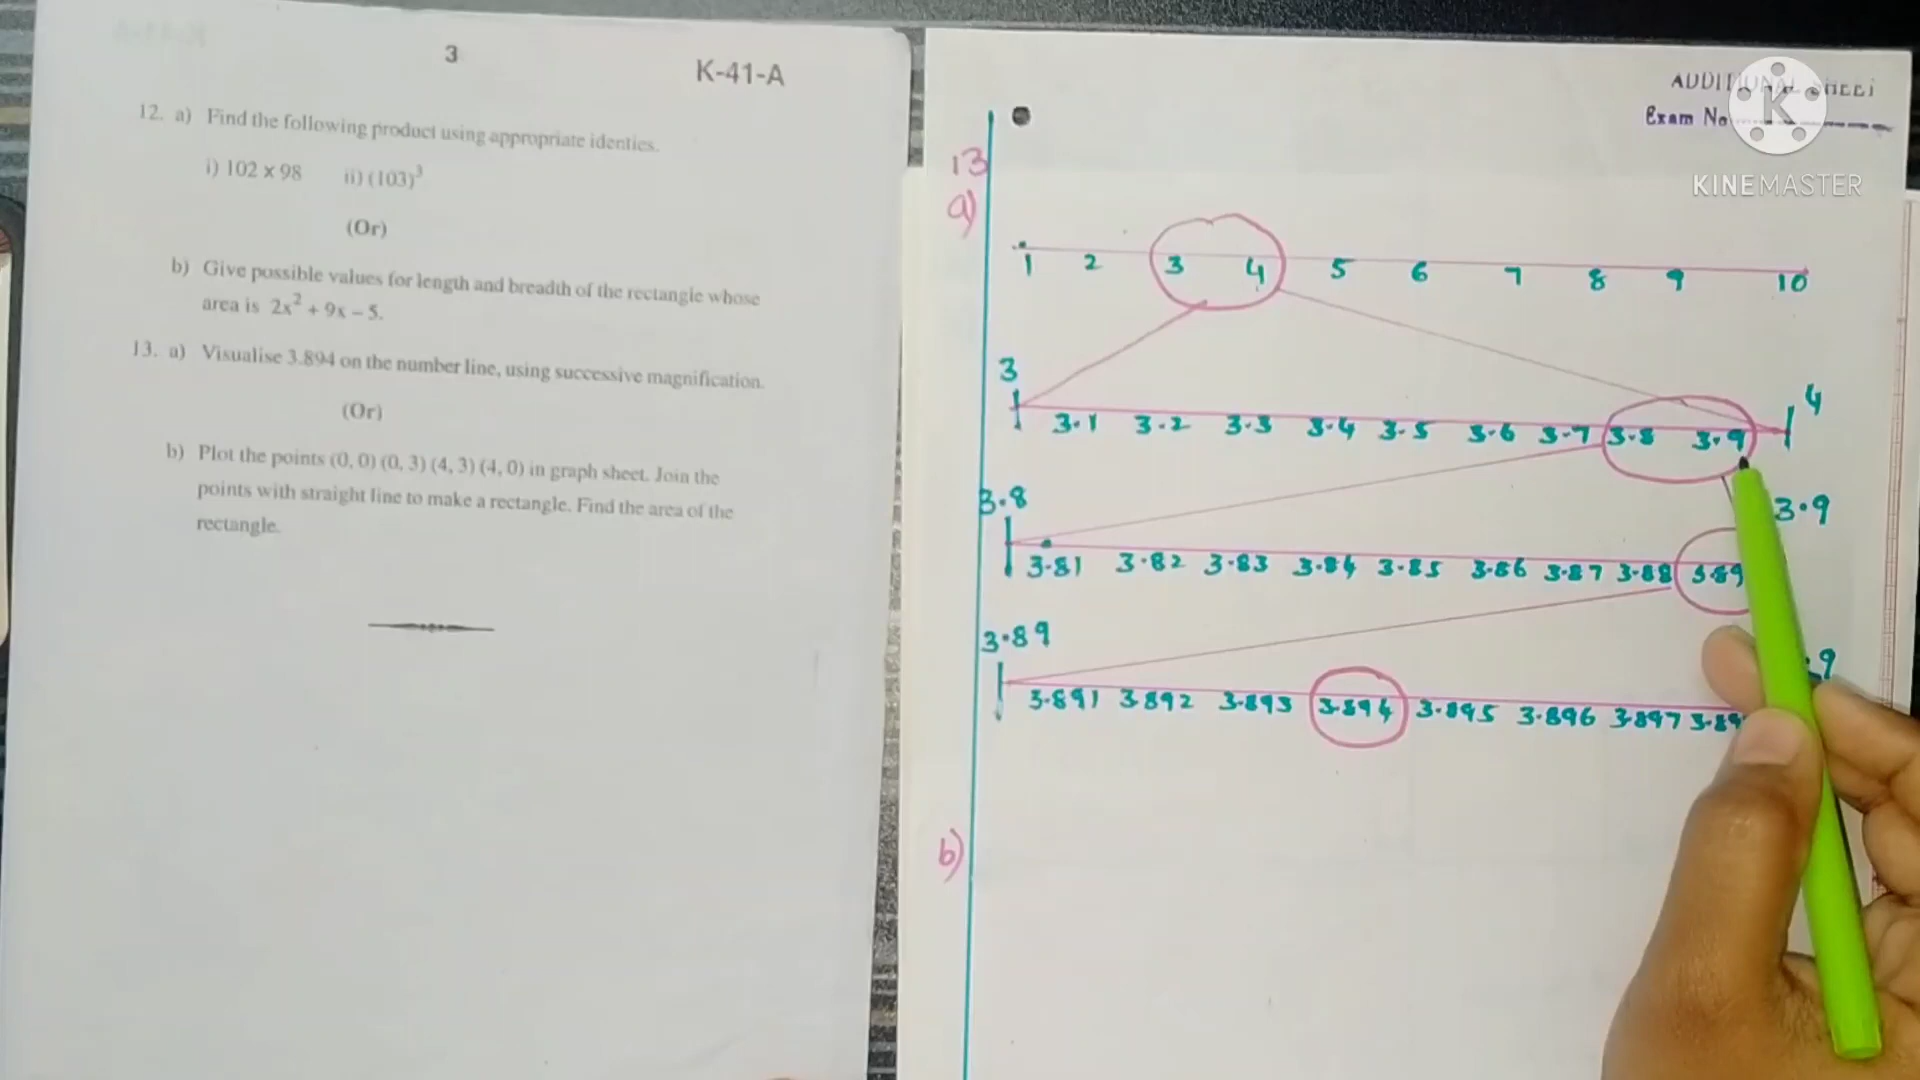 3
K-41-A
12. a) Find the following product using appropriate identies.
i) 102 x 98 ii) (103)³
(Or)
b) Give possible values for length and breadth of the rectangle whose
area is 2x² + 9x – 5.
13. a) Visualise 3.894 on the number line, using successive magnification.
(Or)
b) Plot the points (0, 0) (0, 3) (4, 3) (4, 0) in graph sheet. Join the
points with straight line to make a rectangle. Find the area of the
rectangle.
ADDITIONAL SHEET
Exam No
K
KINEMASTER
13
a)
1 2 3 4 5 6 7 8 9 10
3 4
3.1 3.2 3.3 3.4 3.5 3.6 3.7 3.8 3.9
3.8 3.9
3.81 3.82 3.83 3.84 3.85 3.86 3.87 3.88 3.89
3.89 .9
3.891 3.892 3.893 3.894 3.895 3.896 3.897
b)